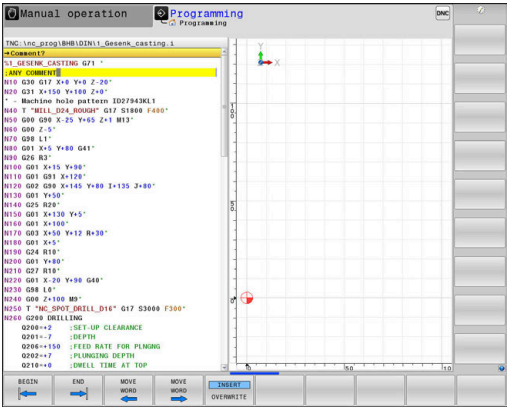 Manual operation
Programming
Programming
DNC
TNC:\nc_prog\BHB\DIN\1_Gesenk_casting.i
→Comment?
%1_GESENK_CASTING G71 *
;ANY COMMENT
N10 G30 G17 X+0 Y+0 Z-20*
N20 G31 X+150 Y+100 Z+0*
* - Machine hole pattern ID27943KL1
N40 T "MILL_D24_ROUGH" G17 S1800 F400*
N50 G00 G90 X-25 Y+65 Z+1 M13*
N60 G00 Z-5*
N70 G98 L1*
N80 G01 X+5 Y+80 G41*
N90 G26 R3*
N100 G01 X+15 Y+90*
N110 G01 G91 X+120*
N120 G02 G90 X+145 Y+80 I+135 J+80*
N130 G01 Y+50*
N140 G25 R20*
N150 G01 X+130 Y+5*
N160 G01 X+100*
N170 G03 X+50 Y+12 R+30*
N180 G01 X+5*
N190 G24 R10*
N200 G01 Y+80*
N210 G27 R10*
N220 G01 X-20 Y+90 G40*
N230 G98 L0*
N240 G00 Z+100 M9*
N250 T "NC_SPOT_DRILL_D16" G17 S3000 F300*
N260 G200 DRILLING
Q200=+2 ;SET-UP CLEARANCE
Q201=-7 ;DEPTH
Q206=+150 ;FEED RATE FOR PLNGNG
Q202=+7 ;PLUNGING DEPTH
Q210=+0 ;DWELL TIME AT TOP
Y
X
BEGIN
END
MOVE WORD
MOVE WORD
INSERT
OVERWRITE